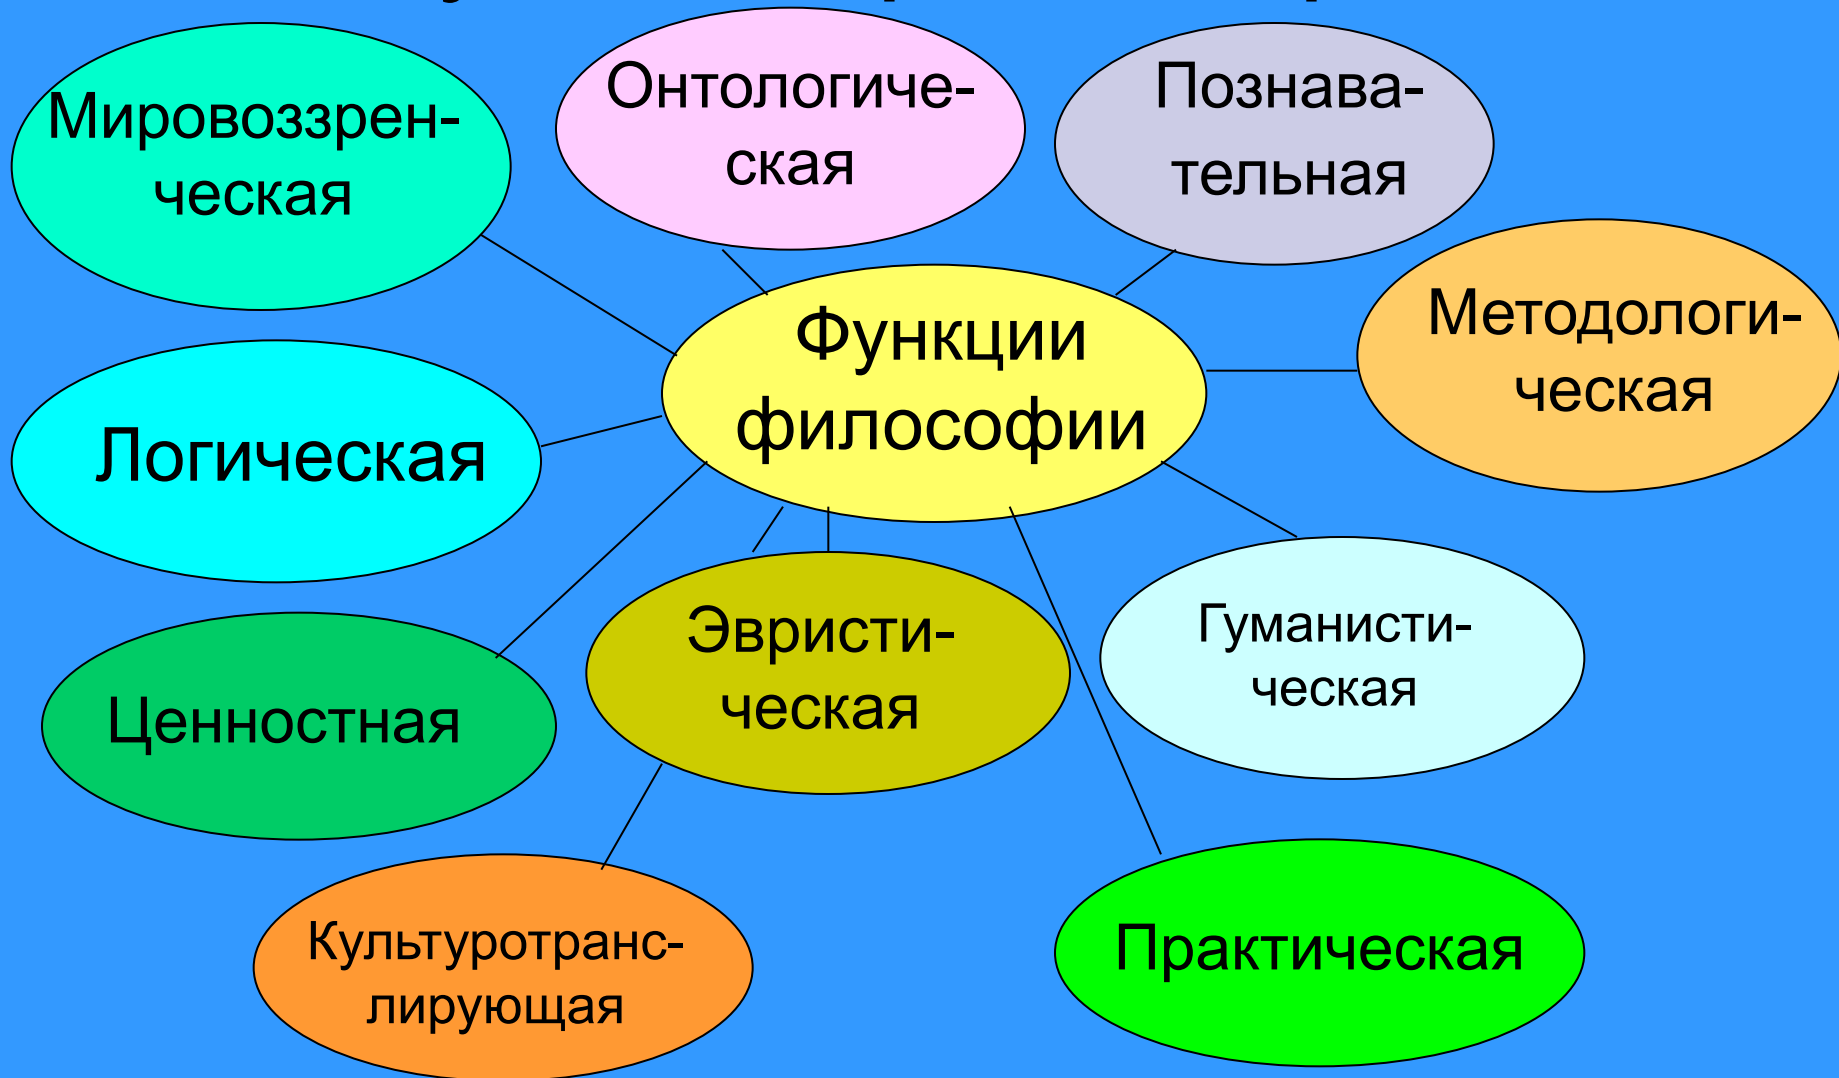 Мировоззрен-
ческая
Онтологиче-
ская
Познава-
тельная
Методологи-
ческая
Функции
философии
Логическая
Ценностная
Эвристи-
ческая
Гуманисти-
ческая
Культуротранс-
лирующая
Практическая